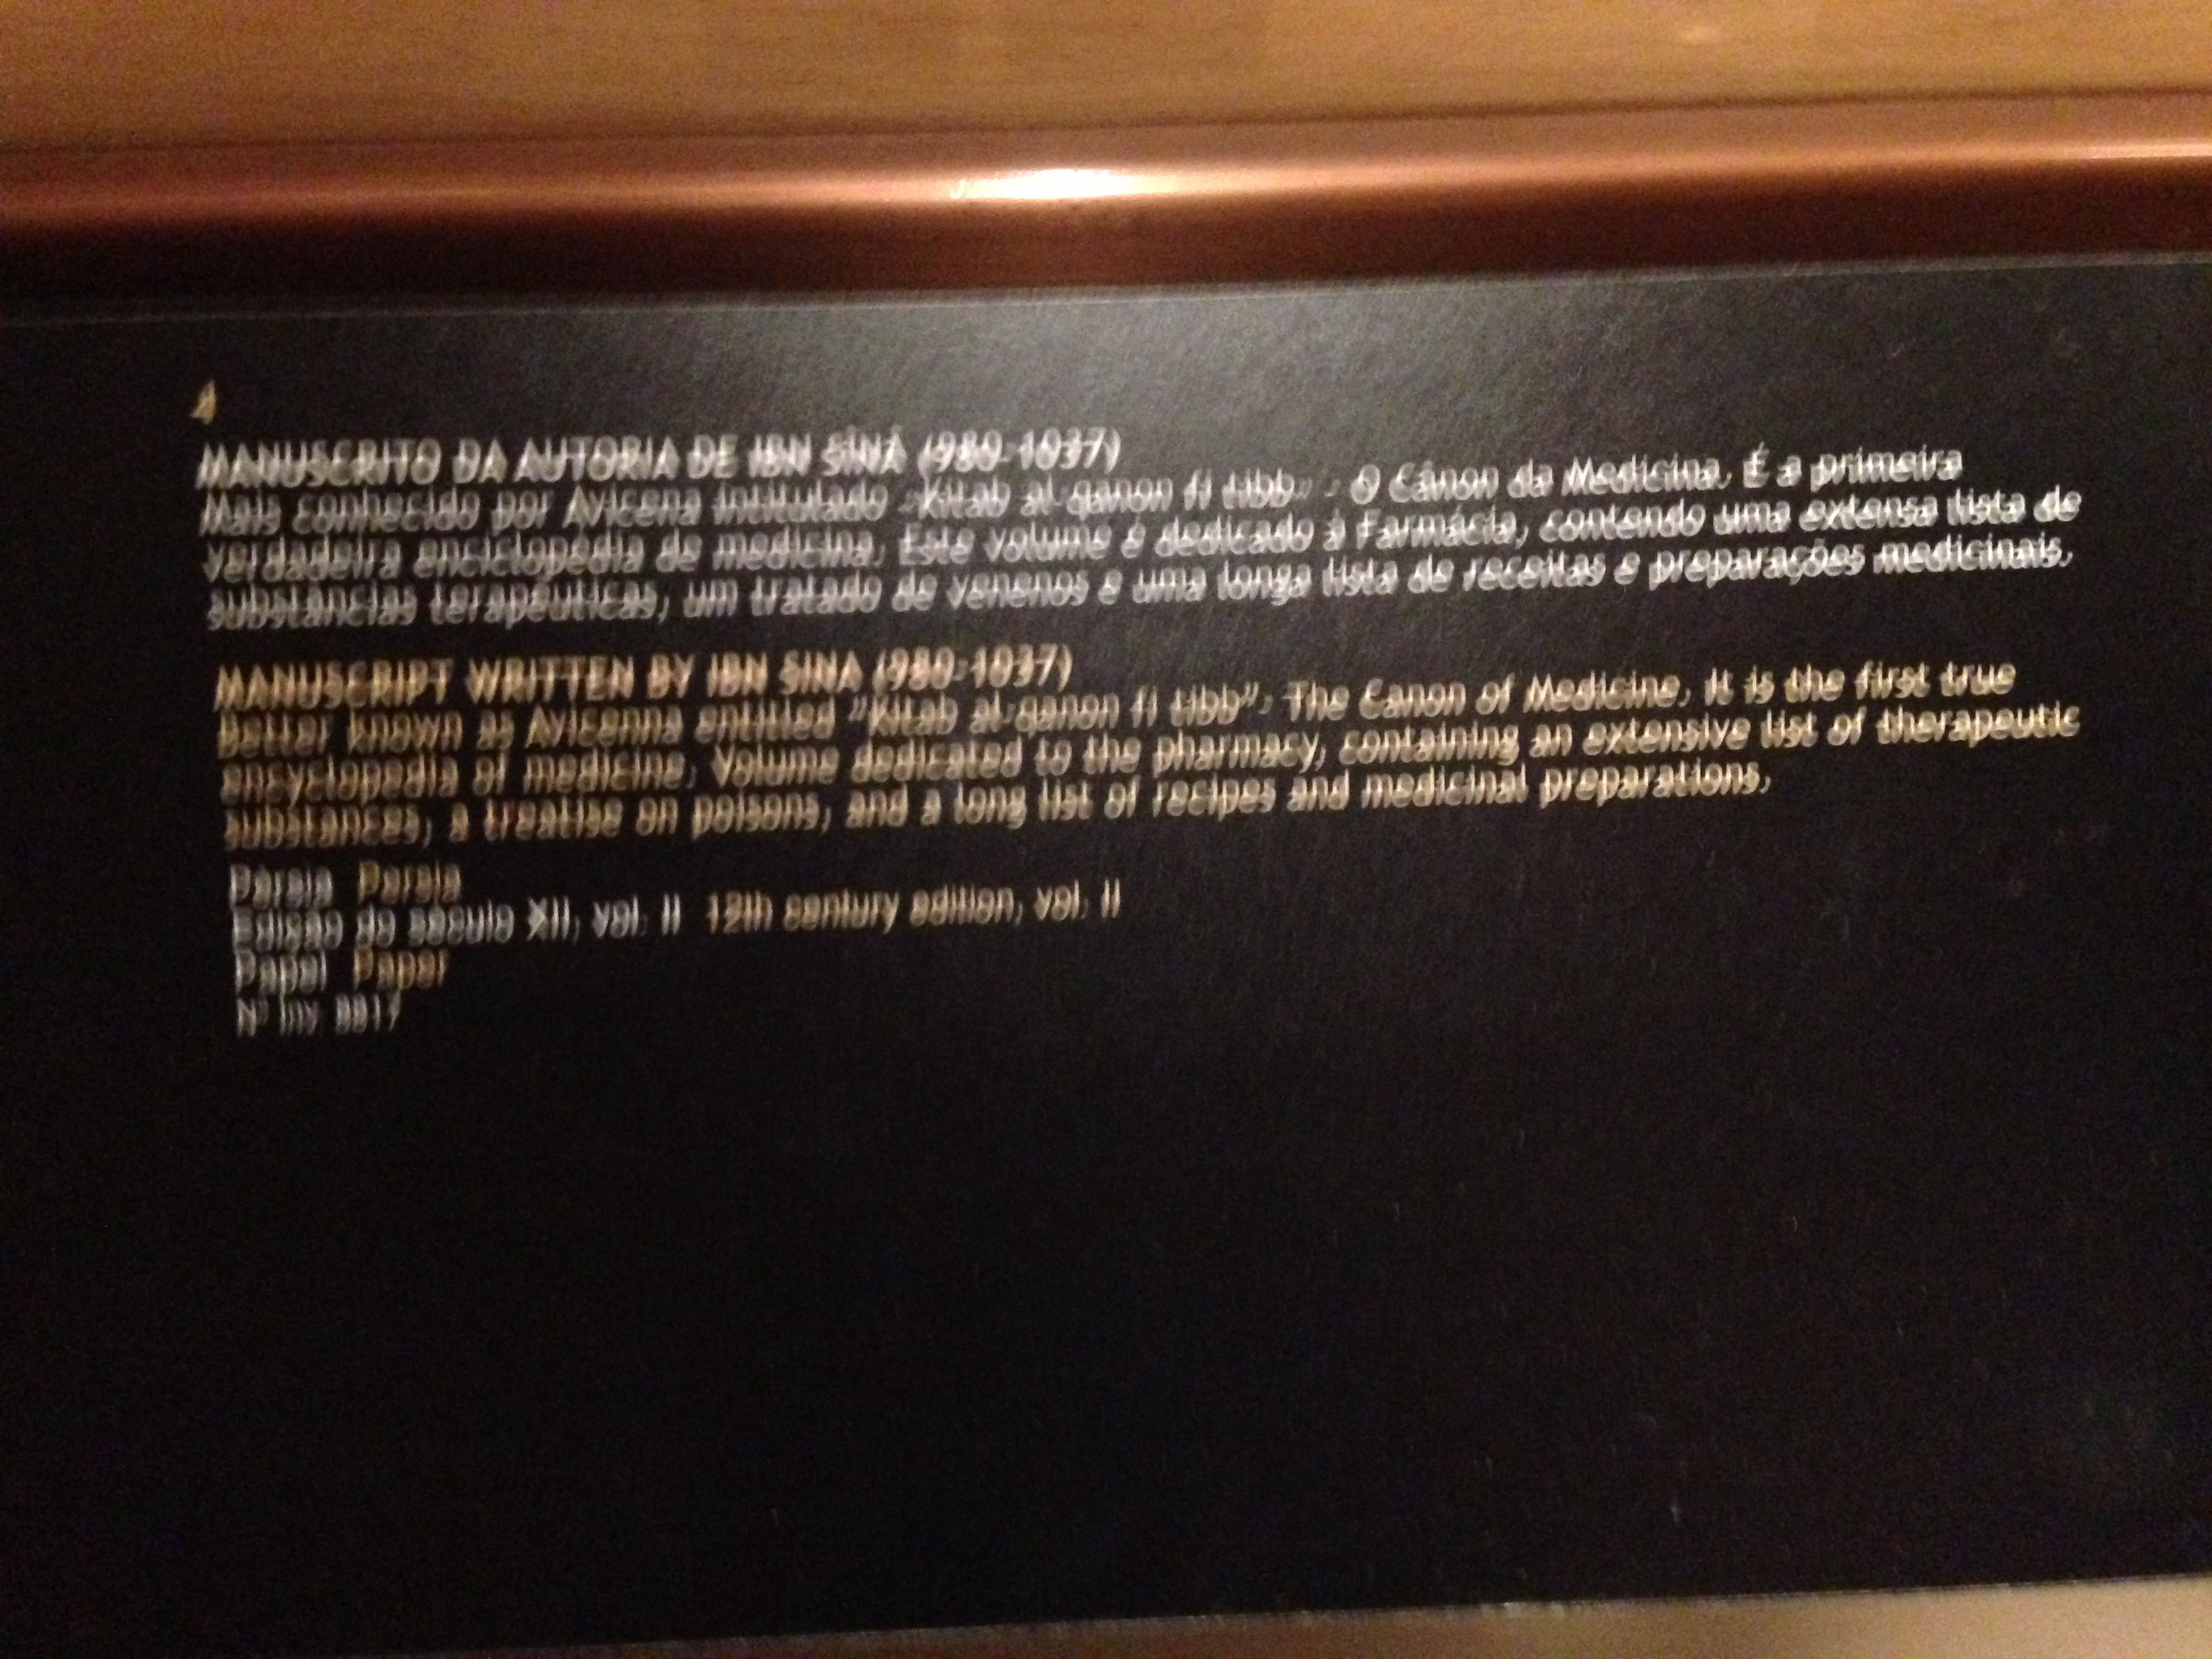 4
MANUSCRITO DA AUTORIA DE IBN SÎNÂ (980-1037)
Mais conhecido por Avicena intitulado "Kitab al-qanon fi tibb" - O Cânon da Medicina. É a primeira
verdadeira enciclopédia de medicina. Este volume é dedicado à Farmácia, contendo uma extensa lista de
substâncias terapêuticas, um tratado de venenos e uma longa lista de receitas e preparações medicinais.
MANUSCRIPT WRITTEN BY IBN SINA (980-1037)
Better known as Avicenna entitled "Kitab al-qanon fi tibb"- The Canon of Medicine. It is the first true
encyclopedia of medicine. Volume dedicated to the pharmacy, containing an extensive list of therapeutic
substances, a treatise on poisons, and a long list of recipes and medicinal preparations.
Pérsia Persia
Edição do século XII, vol. II 12th century edition, vol. II
Papel Paper
Nº Inv